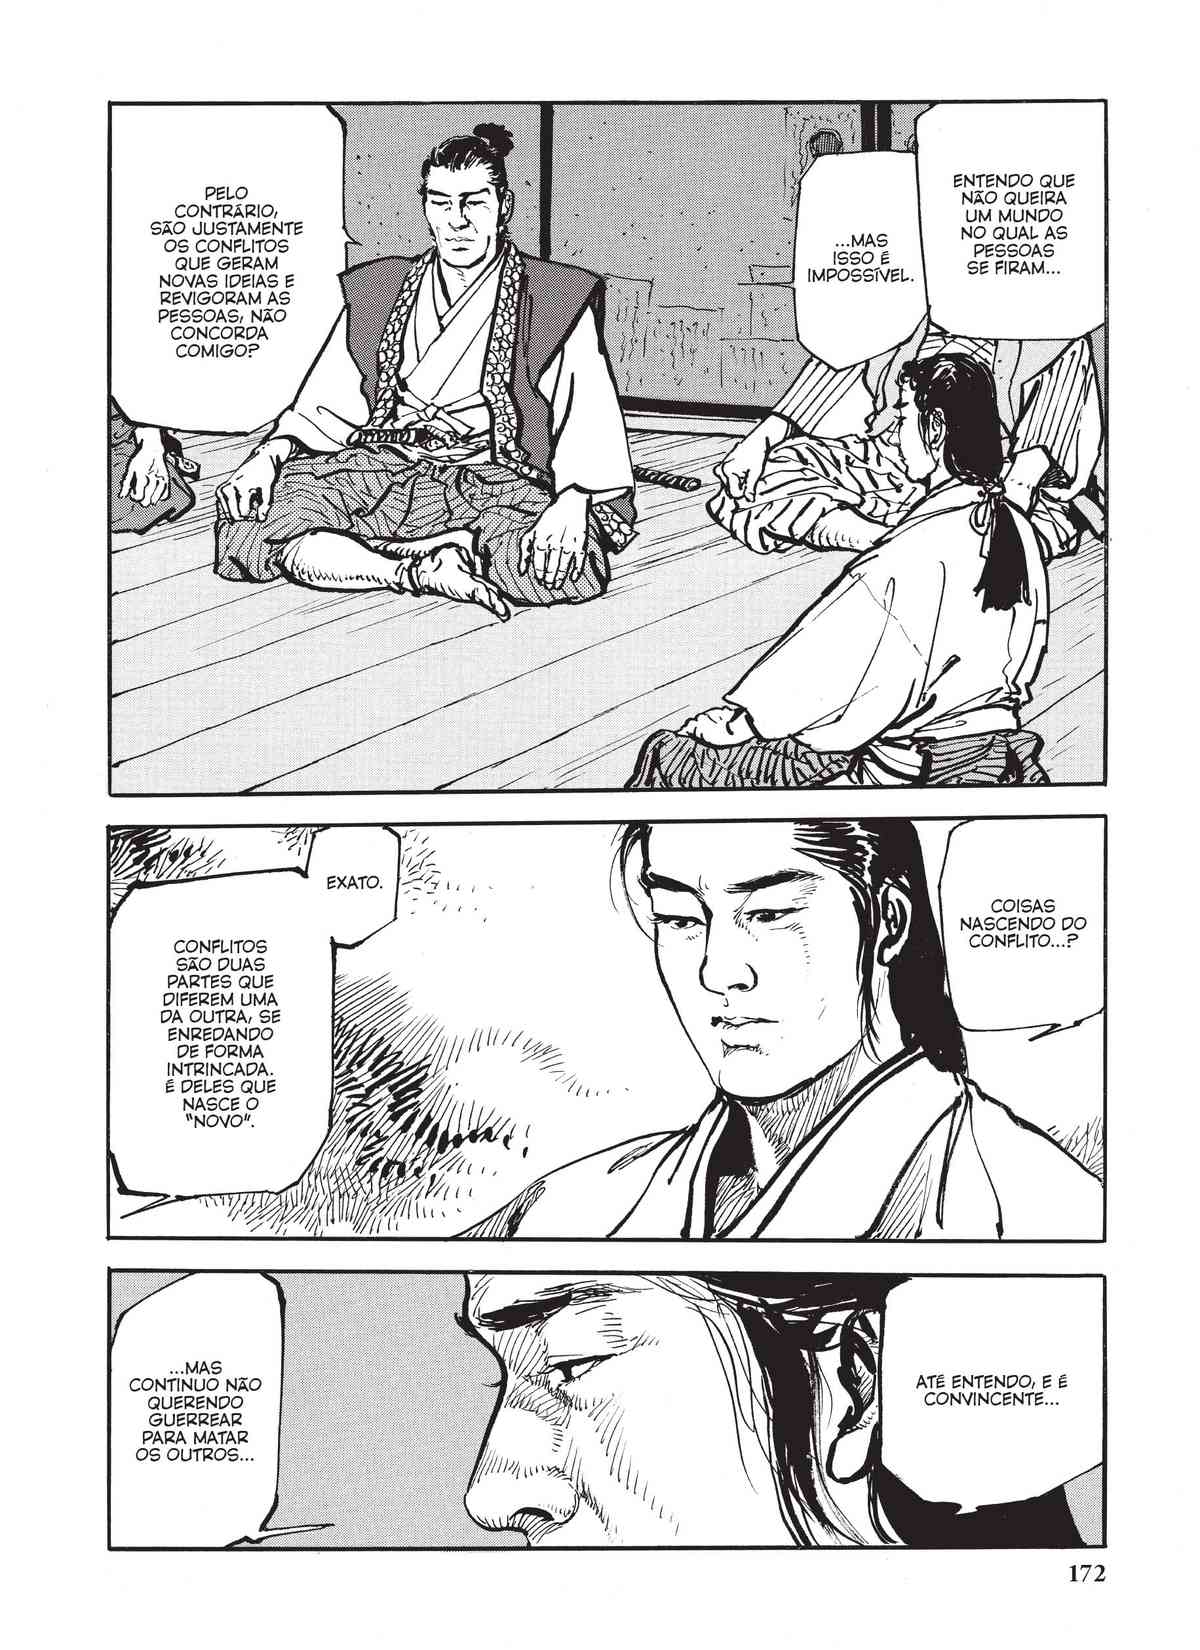 ENTENDO QUE
NÃO QUEIRA
UM MUNDO
NO QUAL AS
PESSOAS
SE FIRAM...
...MAS
ISSO É
IMPOSSÍVEL.
PELO
CONTRÁRIO,
SÃO JUSTAMENTE
OS CONFLITOS
QUE GERAM
NOVAS IDEIAS E
REVIGORAM AS
PESSOAS, NÃO
CONCORDA
COMIGO?
COISAS
NASCENDO DO
CONFLITO...?
EXATO.
CONFLITOS
SÃO DUAS
PARTES QUE
DIFEREM UMA
DA OUTRA, SE
ENREDANDO
DE FORMA
INTRINCADA.
É DELES QUE
NASCE O
"NOVO".
ATÉ ENTENDO, E É
CONVINCENTE...
...MAS
CONTINUO NÃO
QUERENDO
GUERREAR
PARA MATAR
OS OUTROS...
172